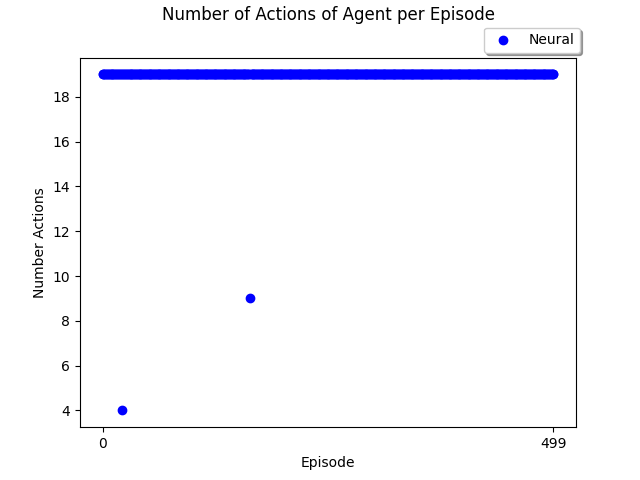 Number of Actions of Agent per Episode
Neural
18
16
14
12
10
8
6
4
Number Actions
0
499
Episode